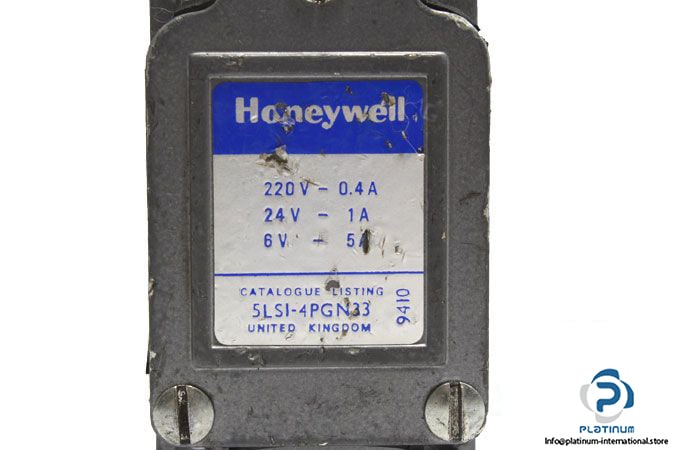 Honeywell
220V - 0.4A
24V - 1A
6V - 5A
CATALOGUE LISTING
5LS1-4PGN33
UNITED KINGDOM
9410
PLATINUM
info@platinum-international.store